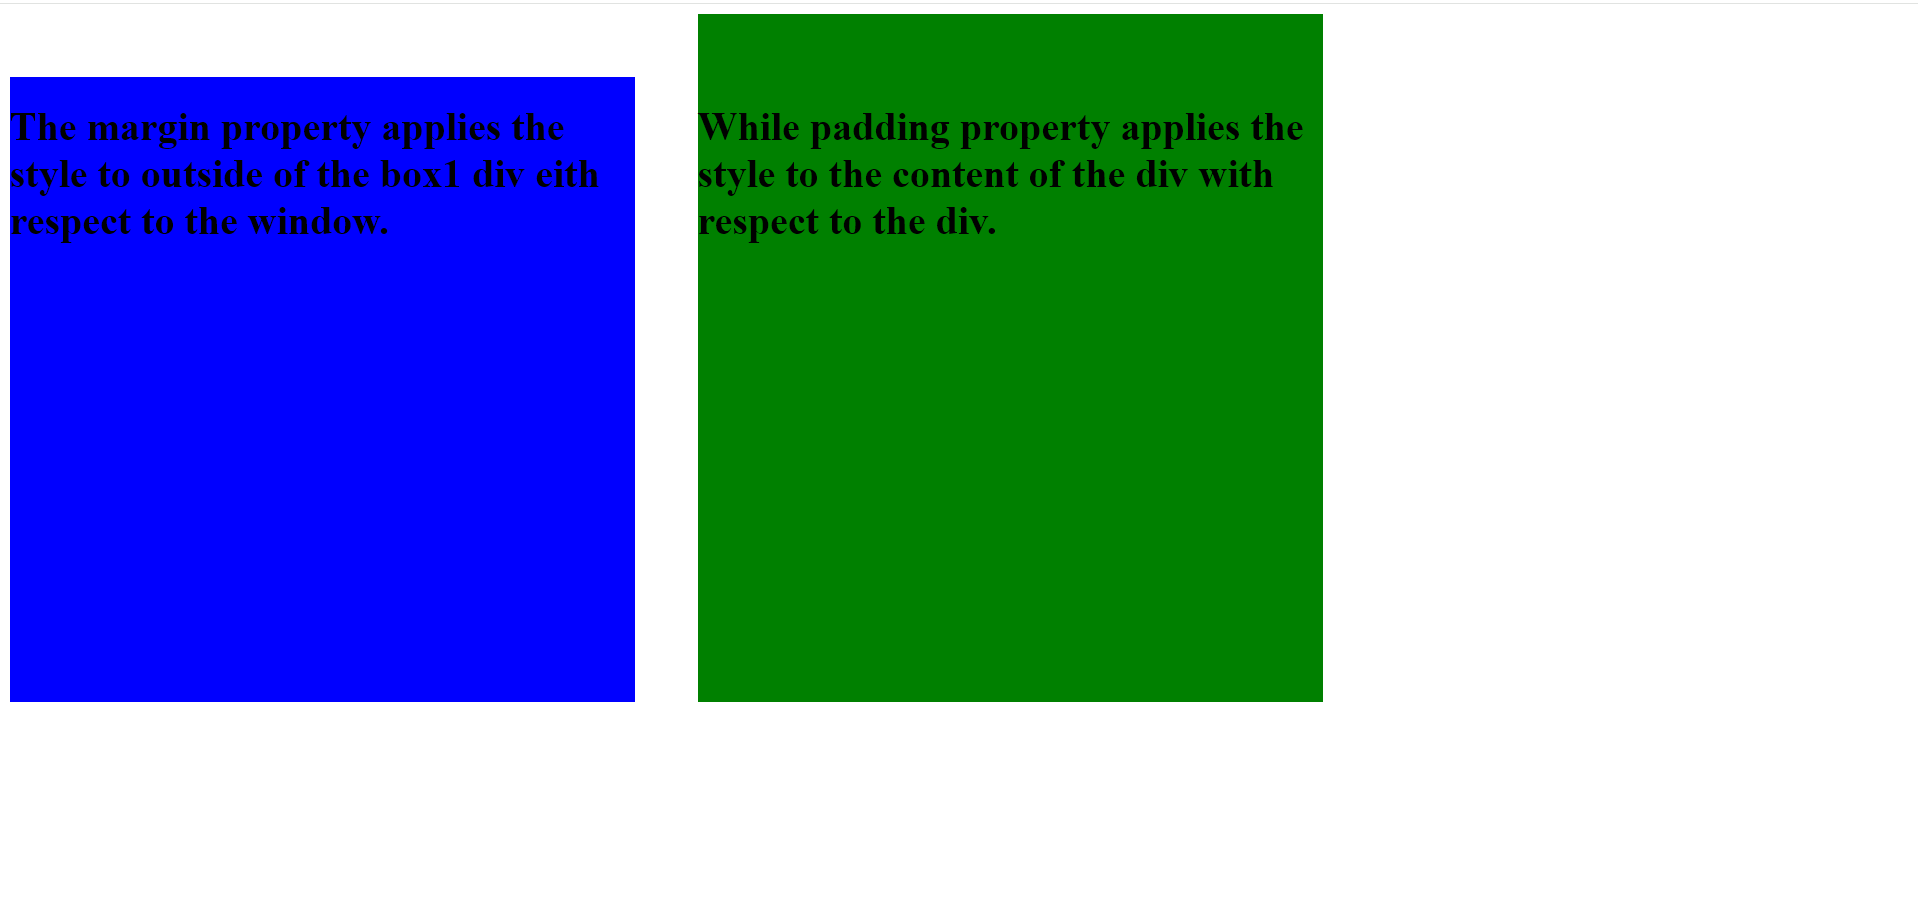 The margin property applies the
style to outside of the box1 div eith
respect to the window.
While padding property applies the
style to the content of the div with
respect to the div.